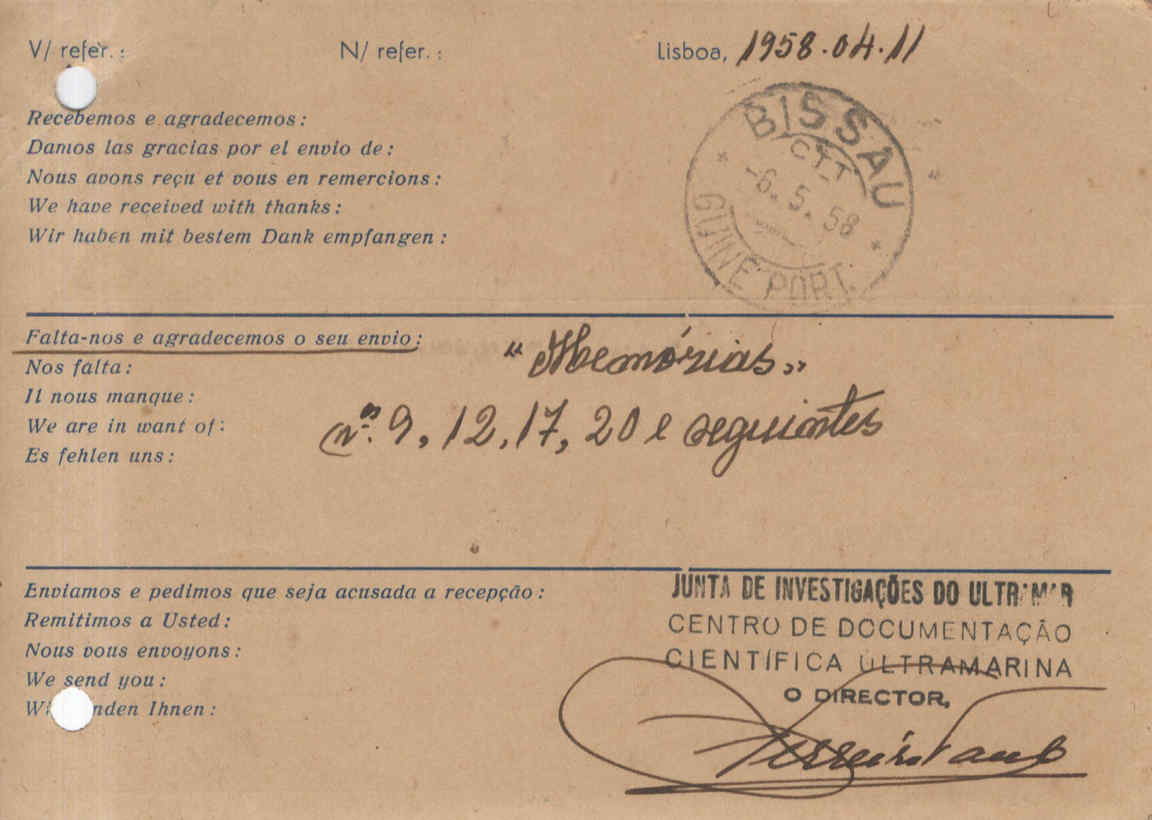 V/ refer.:
N/ refer.:
Lisboa, 1958.04.11
Recebemos e agradecemos:
Damos las gracias por el envio de:
Nous avons reçu et vous en remercions:
We have received with thanks:
Wir haben mit bestem Dank empfangen:
BISSAU
CTT
-6. 5. 58
GUINÉ PORT.
Falta-nos e agradecemos o seu envio:
Nos falta:
Il nous manque:
We are in want of:
Es fehlen uns:
"Memórias"
nos. 9, 12, 17, 20 e seguintes
Enviamos e pedimos que seja acusada a recepção:
Remitimos a Usted:
Nous vous envoyons:
We send you:
Ihnen:
JUNTA DE INVESTIGAÇÕES DO ULTRAMAR
CENTRO DE DOCUMENTAÇÃO
CIENTÍFICA ULTRAMARINA
O DIRECTOR,